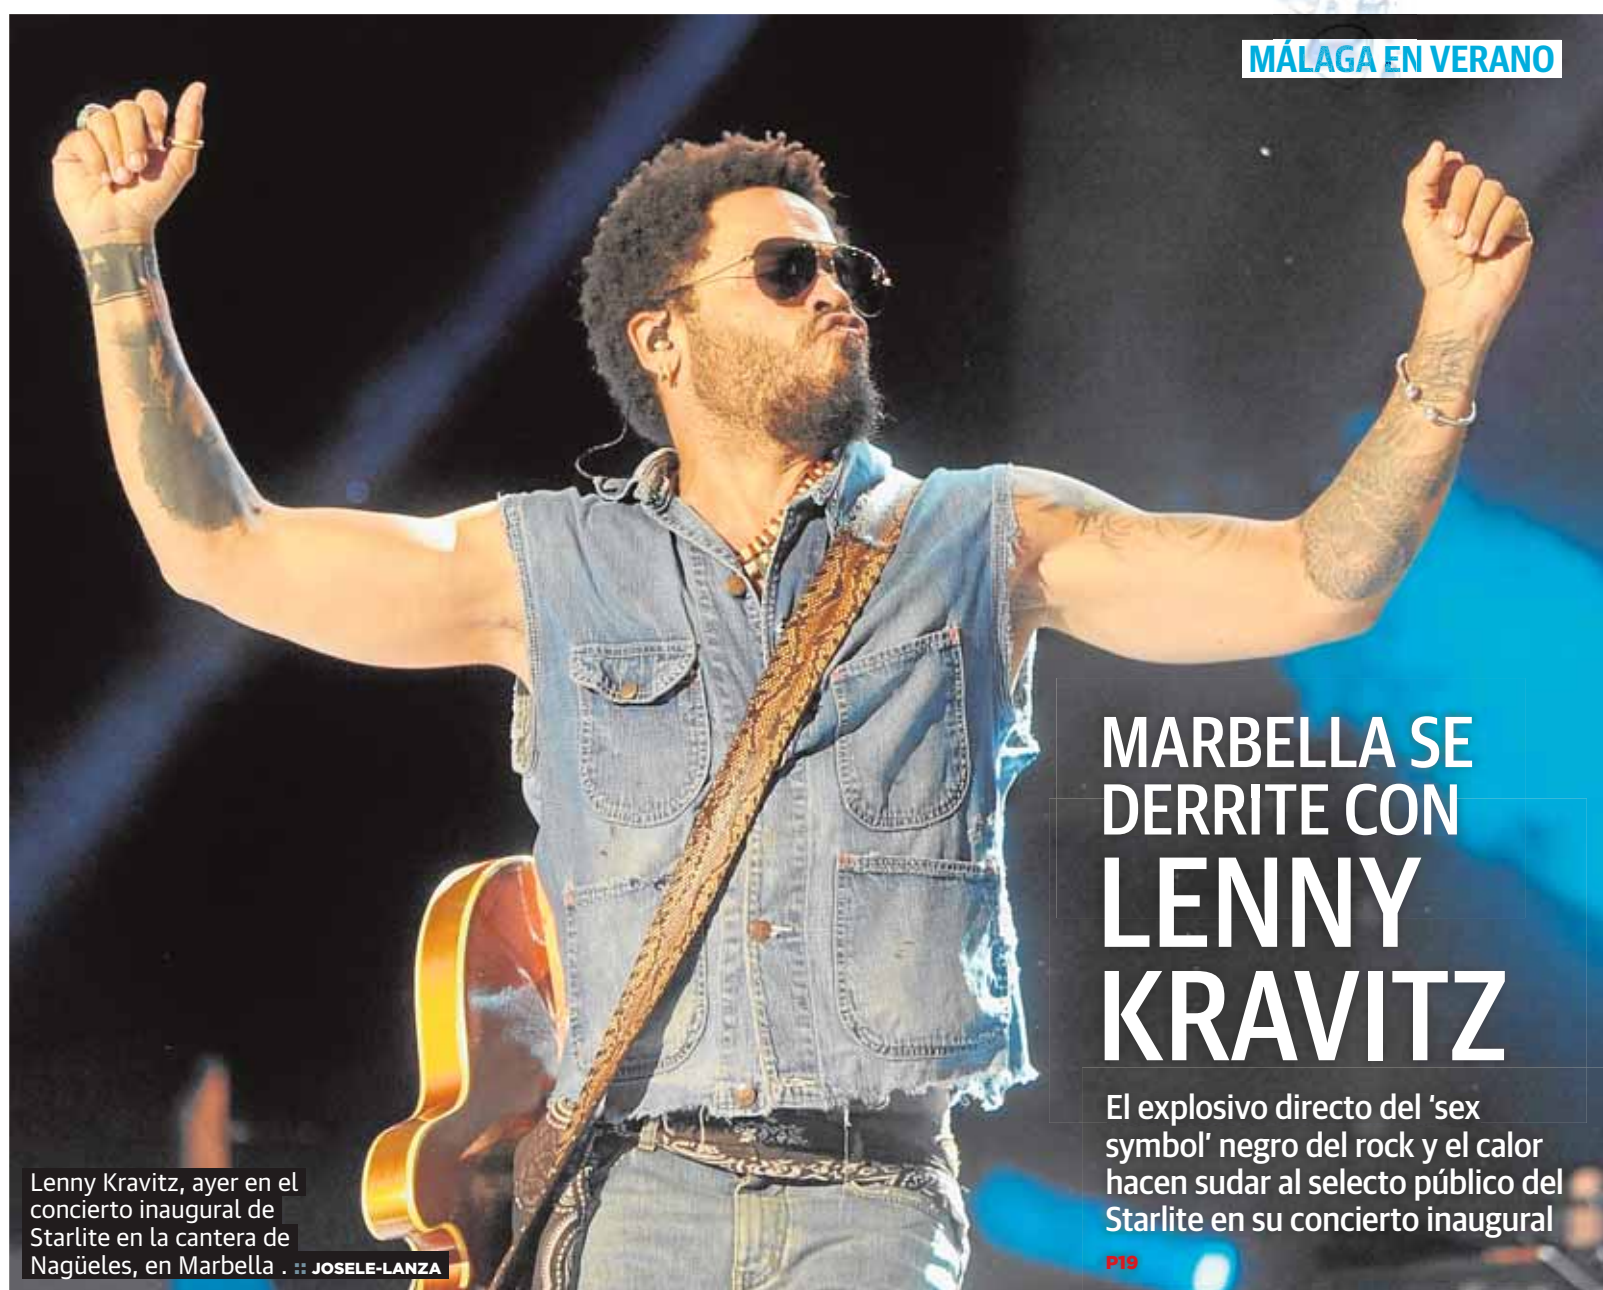 MÁLAGA EN VERANO
MARBELLA SE
DERRITE CON
LENNY
KRAVITZ
El explosivo directo del ‘sex
symbol’ negro del rock y el calor
hacen sudar al selecto público del
Starlite en su concierto inaugural
P19
Lenny Kravitz, ayer en el
concierto inaugural de
Starlite en la cantera de
Nagüeles, en Marbella . :: JOSELE-LANZA